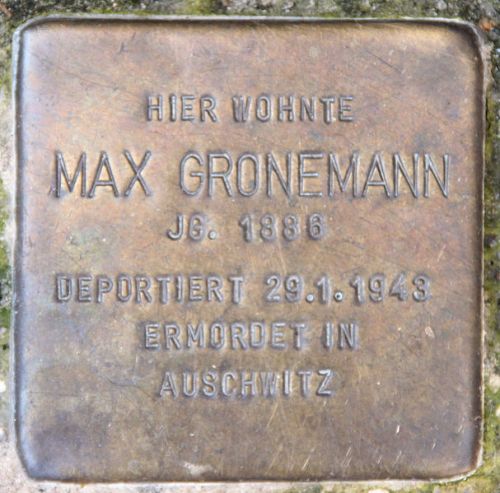 HIER WOHNTE
MAX GRONEMANN
JG. 1886
DEPORTIERT 29.1.1943
ERMORDET IN
AUSCHWITZ